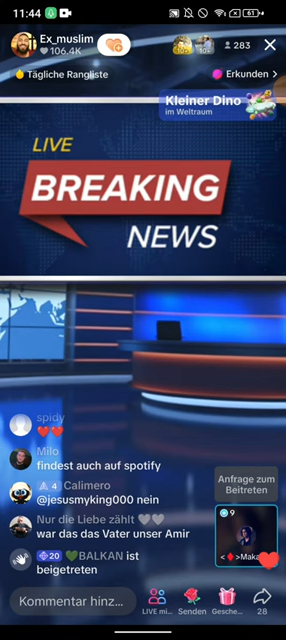 11:44
61
Ex_muslim
106.4K
283
Tägliche Rangliste
Erkunden >
Kleiner Dino
im Weltraum
LIVE
BREAKING
NEWS
spidy
❤️❤️
Milo
findest auch auf spotify
4 Calimero
@jesusmyking000 nein
Nur die Liebe zählt 🤍🤍
war das das Vater unser Amir
20 💚BALKAN ist
beigetreten
Anfrage zum
Beitreten
9
<♦️>Maka
Kommentar hinz...
LIVE mi...
Senden
Gesche...
28